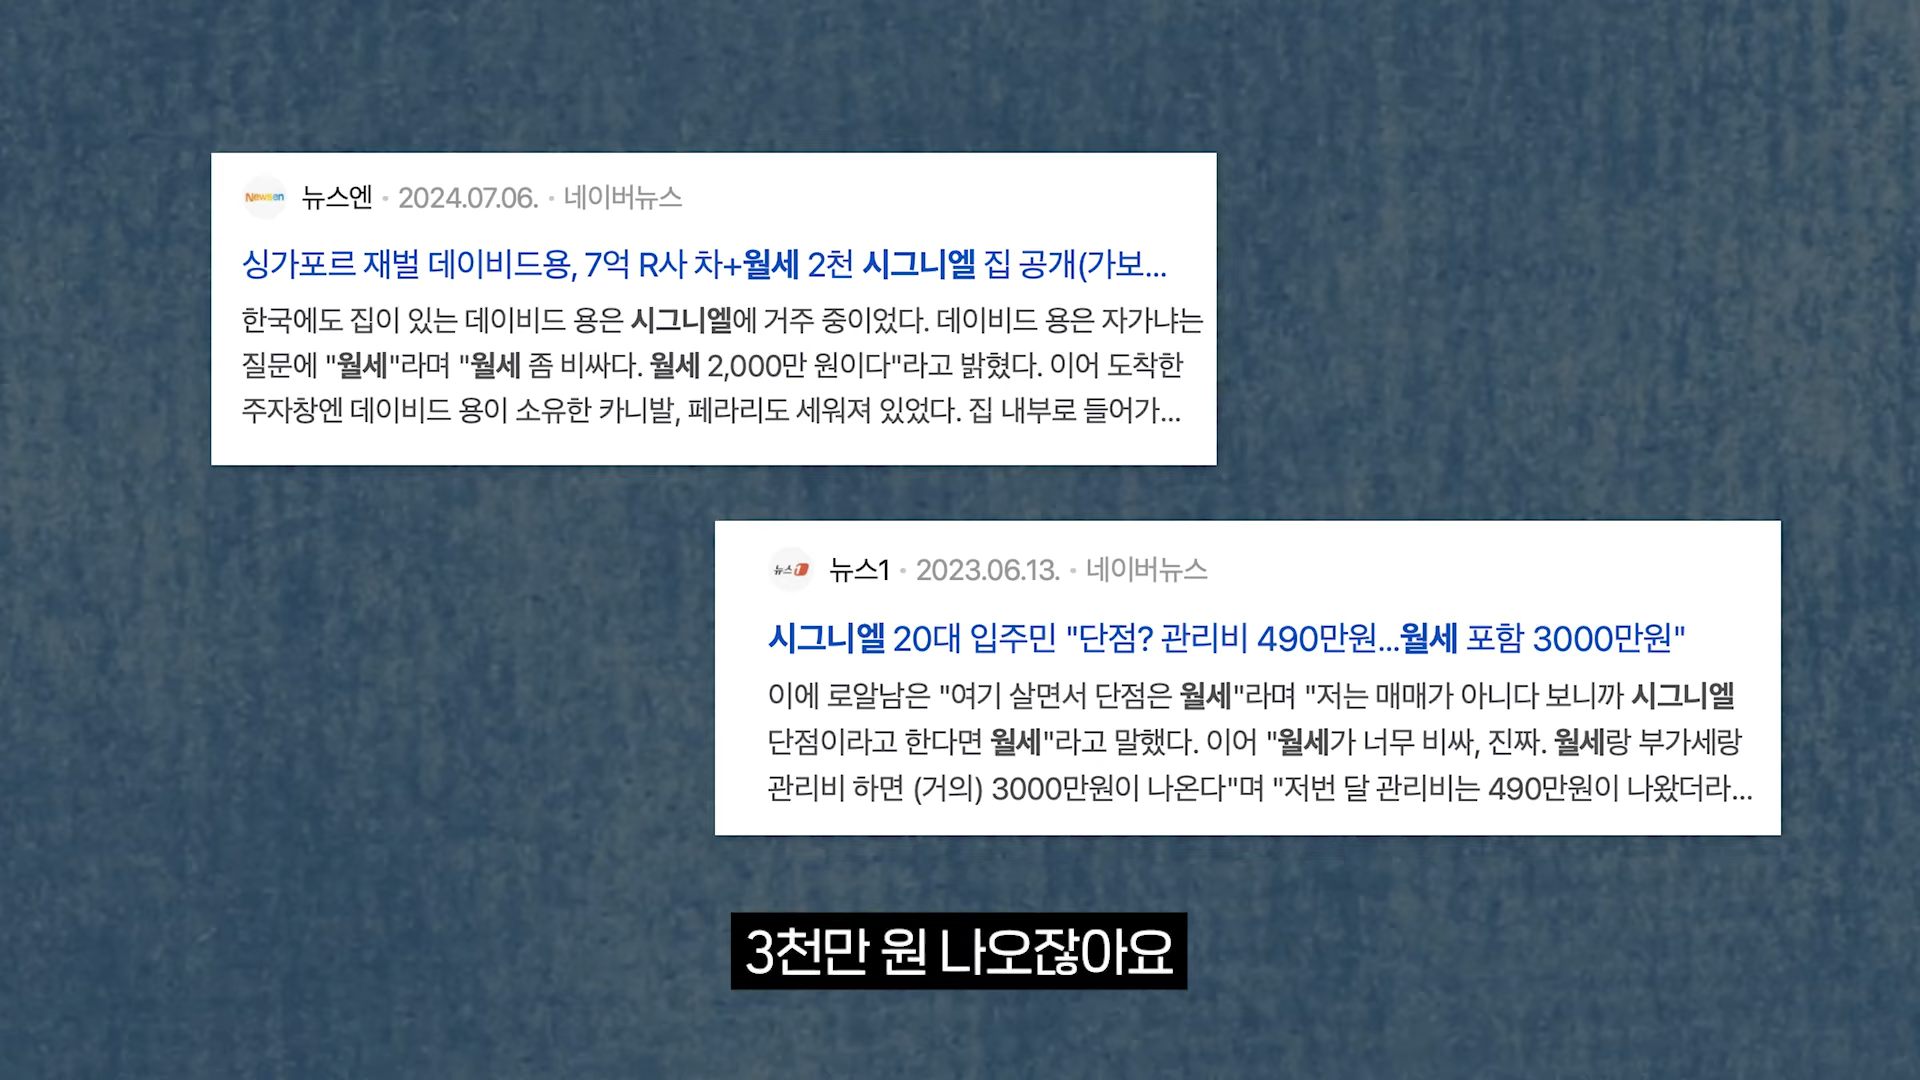 Newsen 뉴스엔 · 2024.07.06. · 네이버뉴스
싱가포르 재벌 데이비드용, 7억 R사 차+월세 2천 시그니엘 집 공개(가보...
한국에도 집이 있는 데이비드 용은 시그니엘에 거주 중이었다. 데이비드 용은 자가냐는
질문에 "월세"라며 "월세 좀 비싸다. 월세 2,000만 원이다"라고 밝혔다. 이어 도착한
주자창엔 데이비드 용이 소유한 카니발, 페라리도 세워져 있었다. 집 내부로 들어가...
뉴스1 뉴스1 · 2023.06.13. · 네이버뉴스
시그니엘 20대 입주민 "단점? 관리비 490만원...월세 포함 3000만원"
이에 로알남은 "여기 살면서 단점은 월세"라며 "저는 매매가 아니다 보니까 시그니엘
단점이라고 한다면 월세"라고 말했다. 이어 "월세가 너무 비싸, 진짜. 월세랑 부가세랑
관리비 하면 (거의) 3000만원이 나온다"며 "저번 달 관리비는 490만원이 나왔더라...
3천만 원 나오잖아요